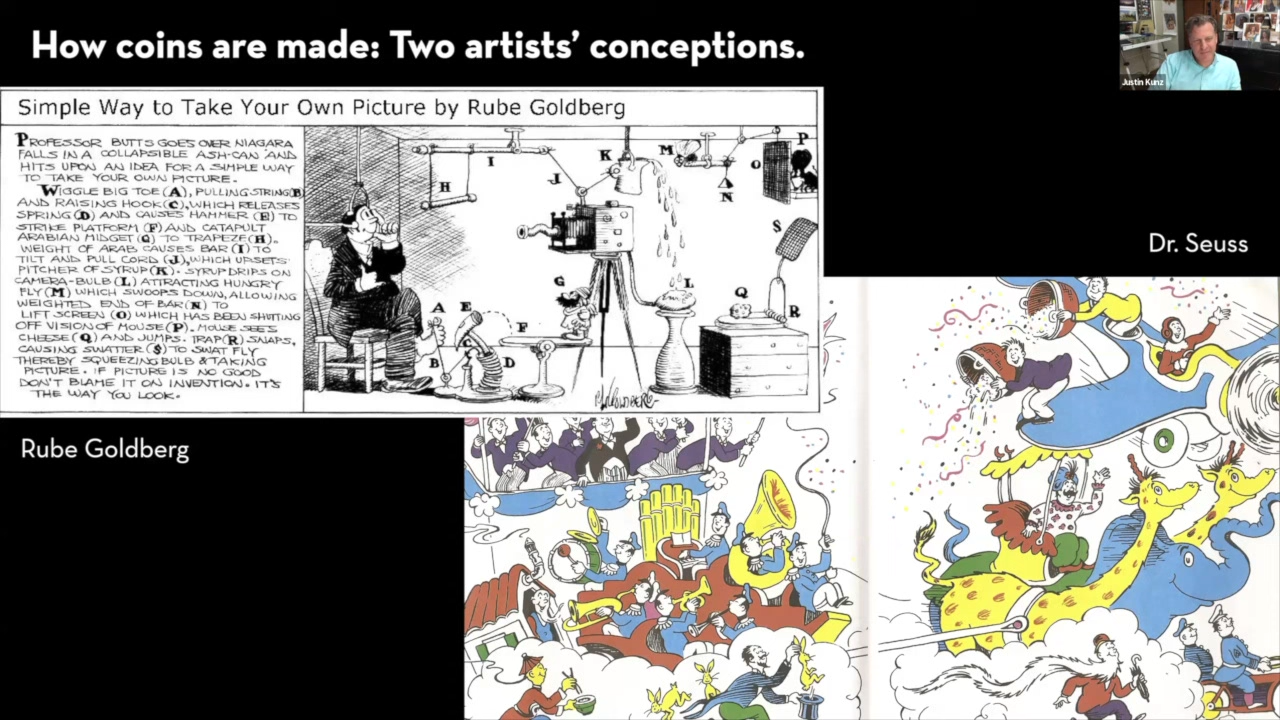 How coins are made: Two artists' conceptions.
Justin Kunz
Simple Way to Take Your Own Picture by Rube Goldberg
PROFESSOR BUTTS GOES OVER NIAGARA
FALLS IN A COLLAPSIBLE ASH-CAN AND
HITS UPON AN IDEA FOR A SIMPLE WAY
TO TAKE YOUR OWN PICTURE.
WIGGLE BIG TOE (A), PULLING STRING (B)
AND RAISING HOOK (C), WHICH RELEASES
SPRING (D) AND CAUSES HAMMER (E) TO
STRIKE PLATFORM (F) AND CATAPULT
ARABIAN MIDGET (G) TO TRAPEZE (H).
WEIGHT OF ARAB CAUSES BAR (I) TO
TILT AND PULL CORD (J), WHICH UPSETS
PITCHER OF SYRUP (K). SYRUP DRIPS ON
CAMERA-BULB (L) ATTRACTING HUNGRY
FLY (M) WHICH SWOOPS DOWN, ALLOWING
WEIGHTED END OF BAR (N) TO
LIFT SCREEN (O) WHICH HAS BEEN SHUTTING
OFF VISION OF MOUSE (P). MOUSE SEES
CHEESE (Q) AND JUMPS. TRAP (R) SNAPS,
CAUSING SWATTER (S) TO SWAT FLY
THEREBY SQUEEZING BULB & TAKING
PICTURE. IF PICTURE IS NO GOOD
DON'T BLAME IT ON INVENTION. IT'S
THE WAY YOU LOOK.
I
K
M
P
O
H
J
N
S
G
L
Q
R
A
E
F
B
D
Dr. Seuss
Rube Goldberg